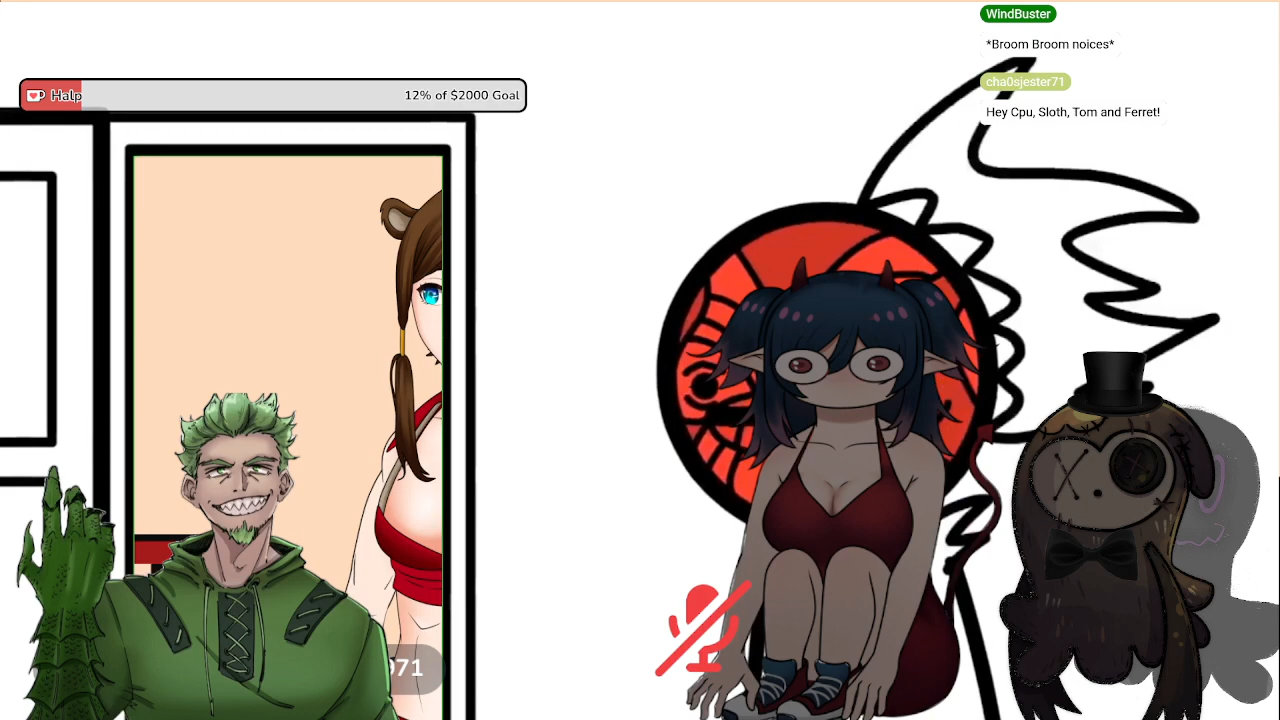 WindBuster
*Broom Broom noices*
Halp 12% of $2000 Goal
cha0sjester71
Hey Cpu, Sloth, Tom and Ferret!